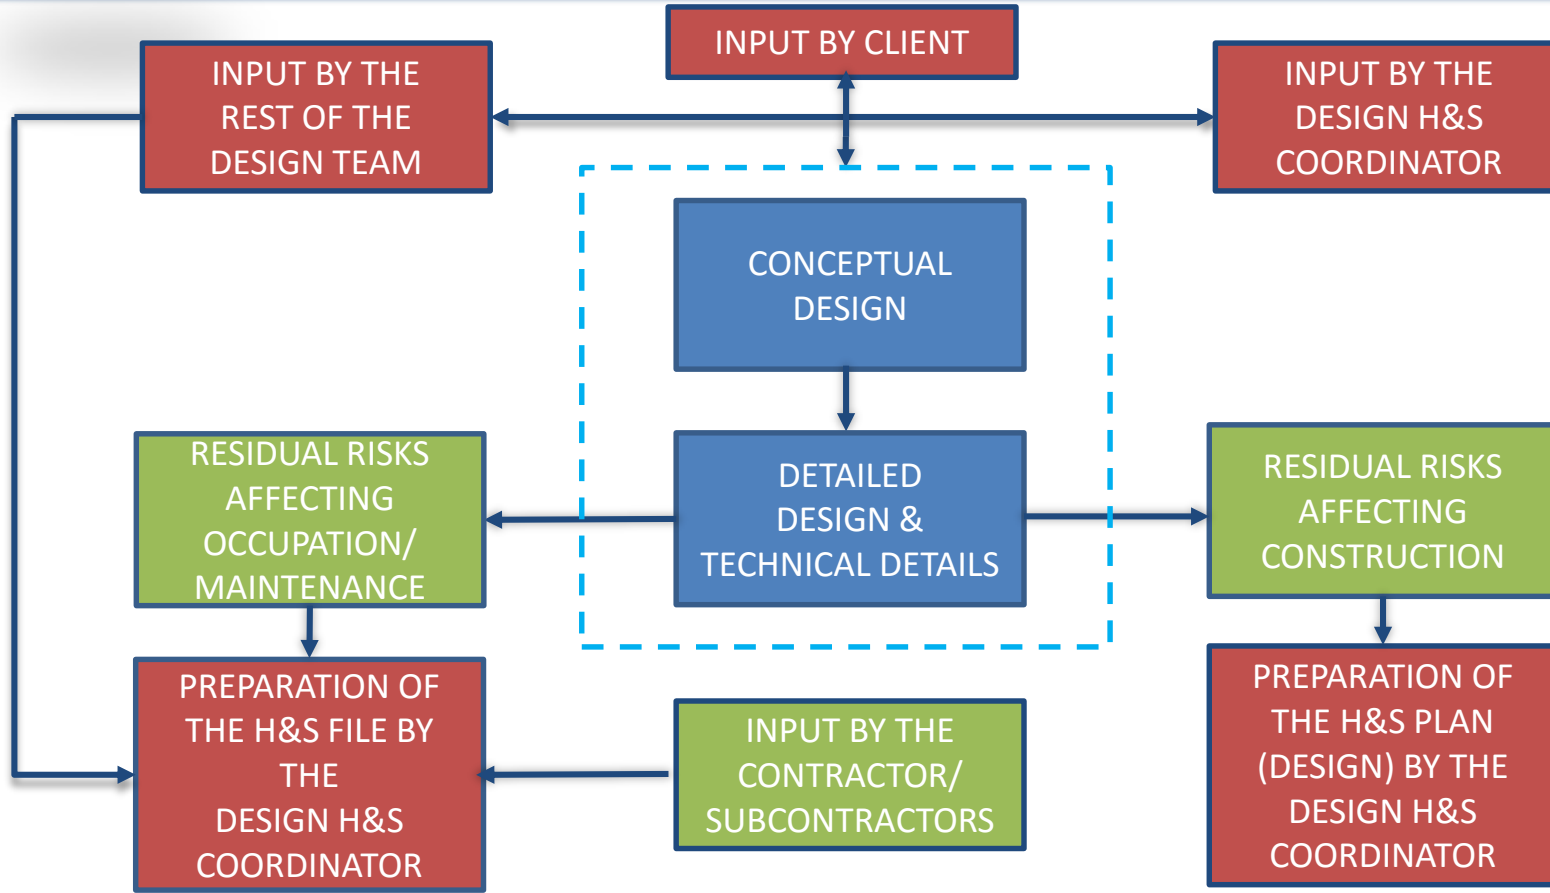 INPUT BY CLIENT
INPUT BY THE
REST OF THE
DESIGN TEAM
INPUT BY THE
DESIGN H&S
COORDINATOR
CONCEPTUAL
DESIGN
RESIDUAL RISKS
AFFECTING
OCCUPATION/
MAINTENANCE
DETAILED
DESIGN &
TECHNICAL DETAILS
RESIDUAL RISKS
AFFECTING
CONSTRUCTION
PREPARATION OF
THE H&S FILE BY
THE
DESIGN H&S
COORDINATOR
INPUT BY THE
CONTRACTOR/
SUBCONTRACTORS
PREPARATION OF
THE H&S PLAN
(DESIGN) BY THE
DESIGN H&S
COORDINATOR